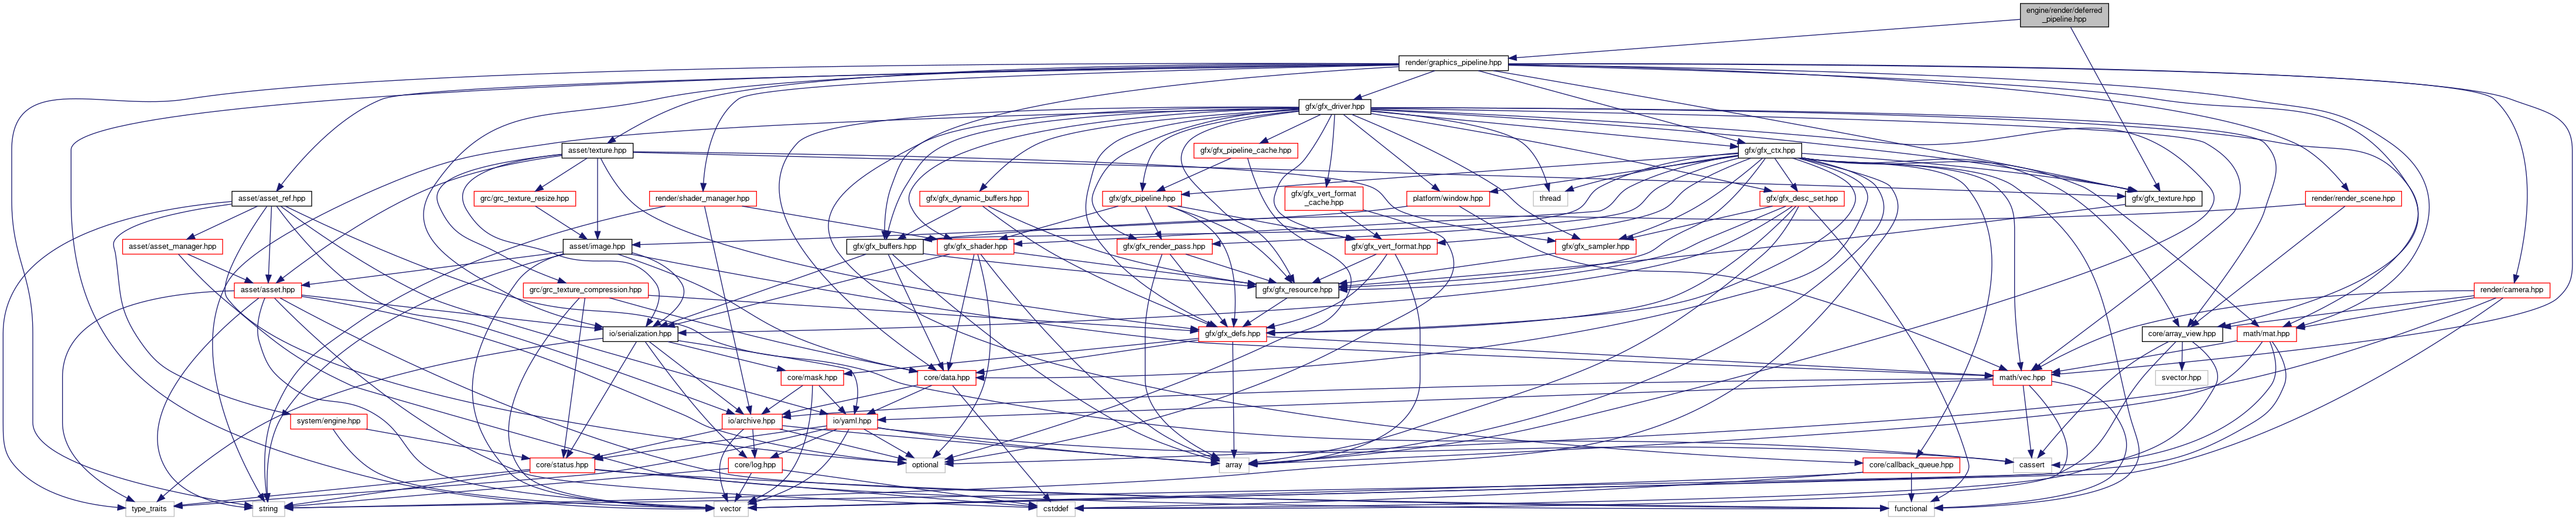 engine/render/deferred
_pipeline.hpp
render/graphics_pipeline.hpp
gfx/gfx_driver.hpp
asset/texture.hpp
gfx/gfx_pipeline_cache.hpp
gfx/gfx_ctx.hpp
asset/asset_ref.hpp
grc/grc_texture_resize.hpp
render/shader_manager.hpp
gfx/gfx_dynamic_buffers.hpp
gfx/gfx_pipeline.hpp
gfx/gfx_vert_format
_cache.hpp
platform/window.hpp
thread
gfx/gfx_desc_set.hpp
gfx/gfx_texture.hpp
render/render_scene.hpp
asset/asset_manager.hpp
asset/image.hpp
gfx/gfx_buffers.hpp
gfx/gfx_shader.hpp
gfx/gfx_render_pass.hpp
gfx/gfx_vert_format.hpp
gfx/gfx_sampler.hpp
asset/asset.hpp
grc/grc_texture_compression.hpp
gfx/gfx_resource.hpp
render/camera.hpp
io/serialization.hpp
gfx/gfx_defs.hpp
core/array_view.hpp
math/mat.hpp
core/mask.hpp
core/data.hpp
math/vec.hpp
svector.hpp
system/engine.hpp
io/archive.hpp
io/yaml.hpp
core/status.hpp
core/log.hpp
optional
array
core/callback_queue.hpp
cassert
type_traits
string
vector
cstddef
functional